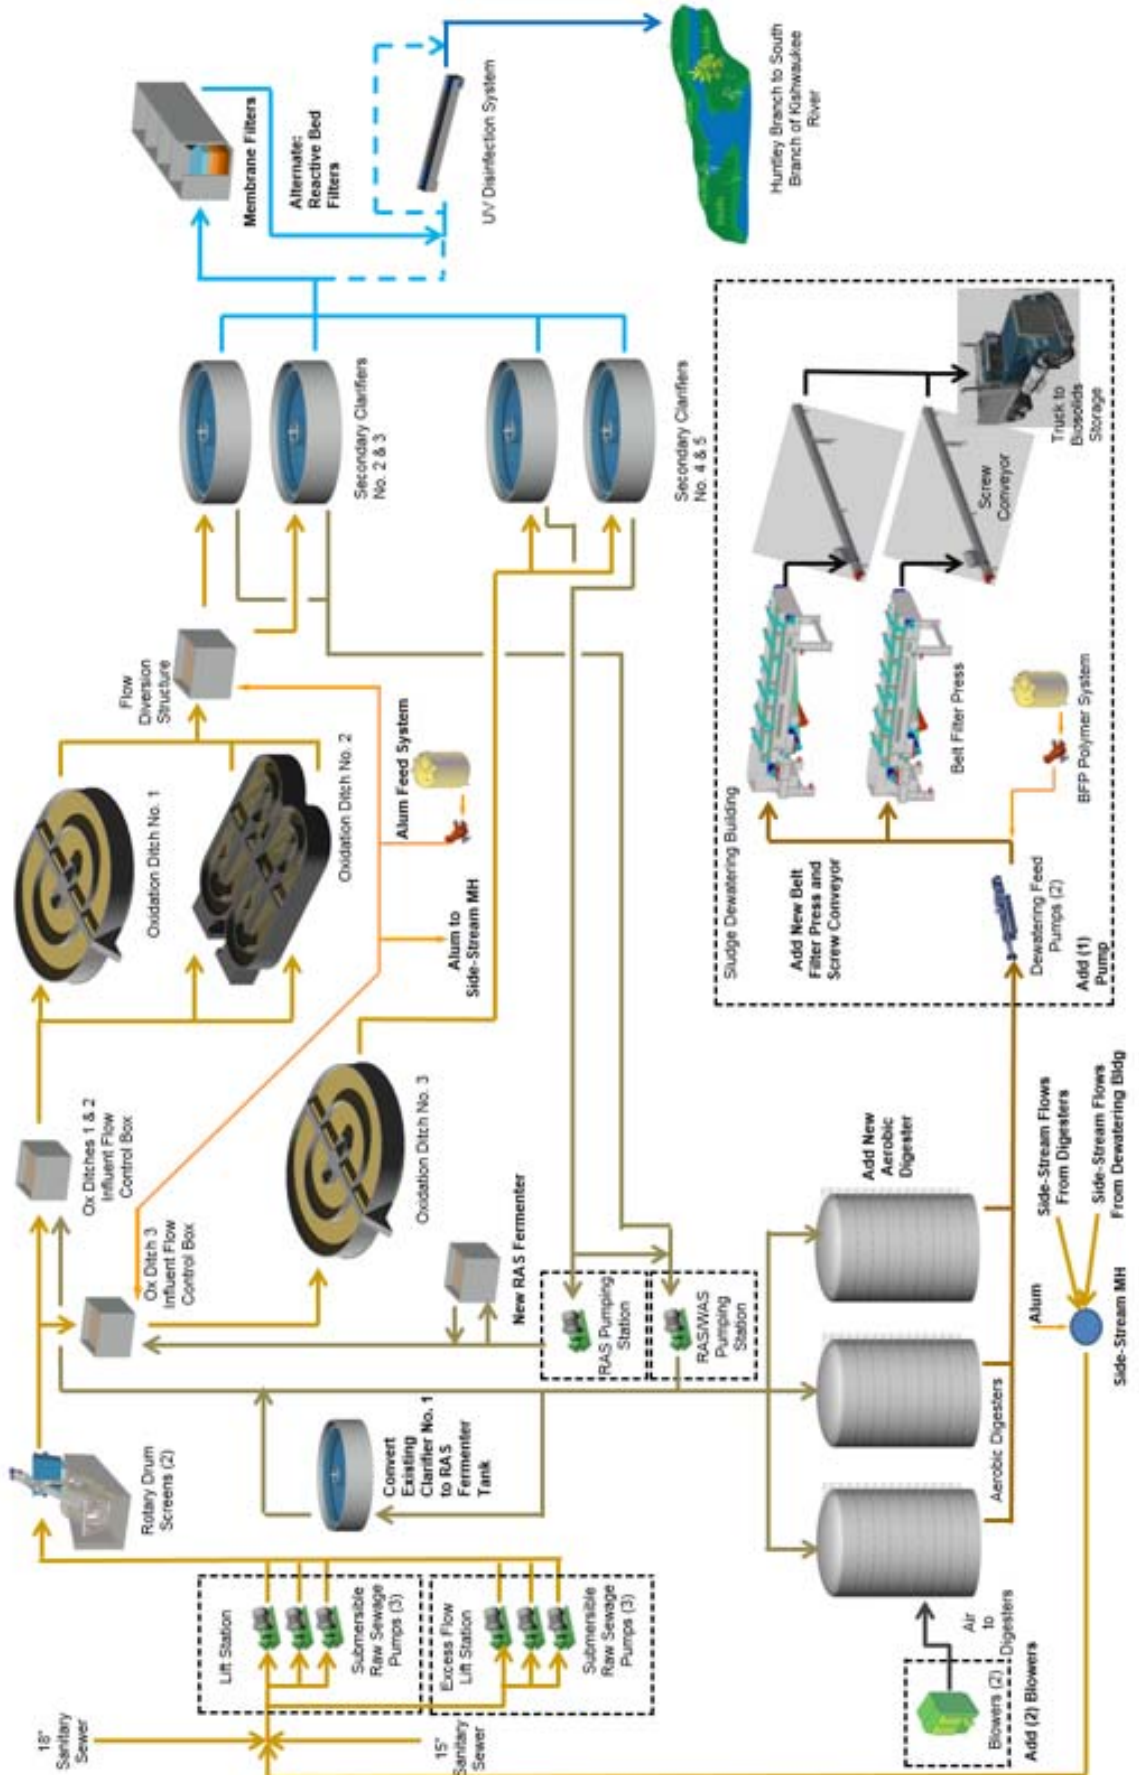 18"
Sanitary
Sewer
15"
Sanitary
Sewer
Lift Station
Submersible
Raw Sewage
Pumps (3)
Excess Flow
Lift Station
Submersible
Raw Sewage
Pumps (3)
Rotary Drum
Screens (2)
Convert
Existing
Clarifier No. 1
to RAS
Fermenter
Tank
Ox Ditches 1 & 2
Influent Flow
Control Box
Ox Ditch 3
Influent Flow
Control Box
New RAS Fermenter
RAS Pumping
Station
RAS/WAS
Pumping
Station
Oxidation Ditch No. 1
Oxidation Ditch No. 2
Oxidation Ditch No. 3
Alum Feed System
Alum to
Side-Stream MH
Flow
Diversion
Structure
Secondary Clarifiers
No. 2 & 3
Secondary Clarifiers
No. 4 & 5
Membrane Filters
Alternate:
Reactive Bed
Filters
UV Disinfection System
Huntley Branch to South
Branch of Kishwaukee
River
Blowers (2)
Add (2) Blowers
Air
to
Digesters
Aerobic Digesters
Add New
Aerobic
Digester
Side-Stream Flows
From Digesters
Side-Stream Flows
From Dewatering Bldg
Alum
Side-Stream MH
Sludge Dewatering Building
Add New Belt
Filter Press and
Screw Conveyor
Dewatering Feed
Pumps (2)
Add (1)
Pump
Belt Filter Press
BFP Polymer System
Screw
Conveyor
Truck to
Biosolids
Storage